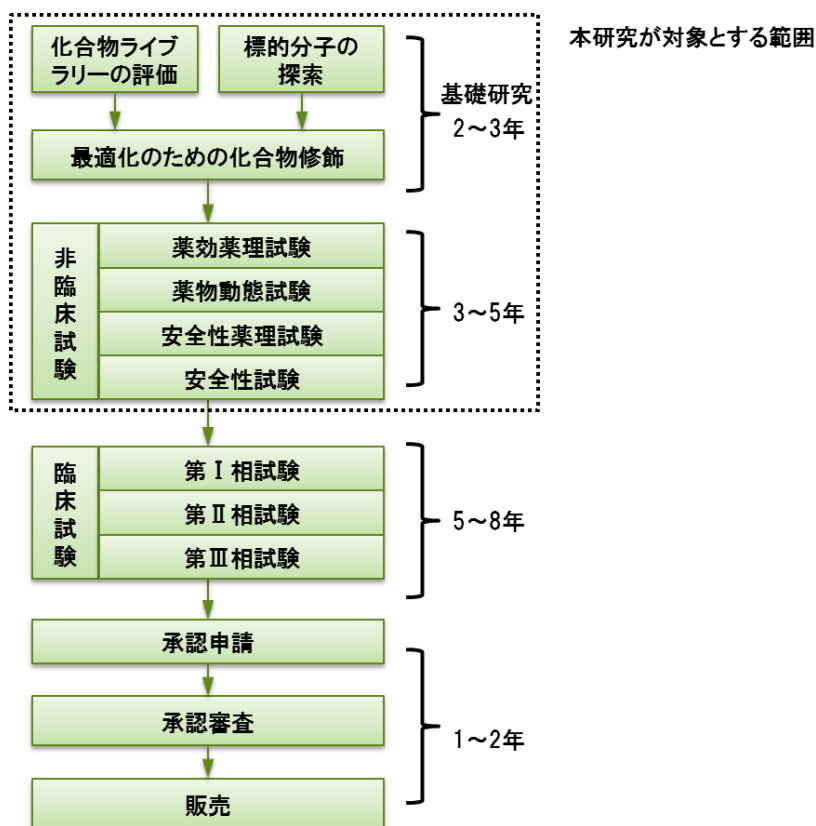 本研究が対象とする範囲
化合物ライブ
ラリーの評価
標的分子の
探索
基礎研究
2～3年
最適化のための化合物修飾
非臨床試験
薬効薬理試験
薬物動態試験
安全性薬理試験
安全性試験
3～5年
臨床試験
第Ⅰ相試験
第Ⅱ相試験
第Ⅲ相試験
5～8年
承認申請
承認審査
1～2年
販売